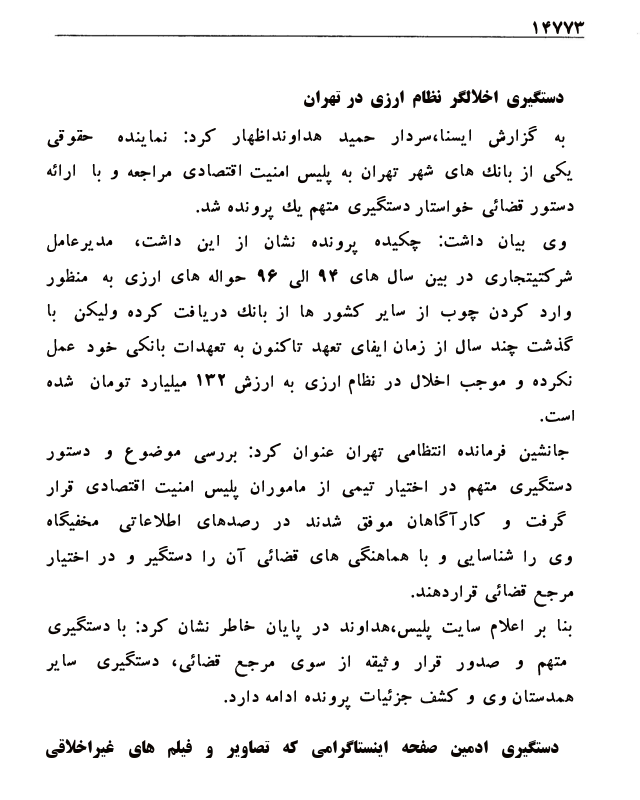 ۱۴۷۷۳
دستگیری اخلالگر نظام ارزی در تهران
به گزارش ایسنا،سردار حمید هداونداظهار کرد: نماینده حقوقی
یکی از بانك های شهر تهران به پلیس امنیت اقتصادی مراجعه و با ارائه
دستور قضائی خواستار دستگیری متهم یك پرونده شد.
وی بیان داشت: چکیده پرونده نشان از این داشت، مدیرعامل
شرکتیتجاری در بین سال های ۹۴ الی ۹۶ حواله های ارزی به منظور
وارد کردن چوب از سایر کشور ها از بانك دریافت کرده ولیکن با
گذشت چند سال از زمان ایفای تعهد تاکنون به تعهدات بانکی خود عمل
نکرده و موجب اخلال در نظام ارزی به ارزش ۱۳۲ میلیارد تومان شده
است.
جانشین فرمانده انتظامی تهران عنوان کرد: بررسی موضوع و دستور
دستگیری متهم در اختیار تیمی از ماموران پلیس امنیت اقتصادی قرار
گرفت و کارآگاهان موفق شدند در رصدهای اطلاعاتی مخفیگاه
وی را شناسایی و با هماهنگی های قضائی آن را دستگیر و در اختیار
مرجع قضائی قراردهند.
بنا بر اعلام سایت پلیس،هداوند در پایان خاطر نشان کرد: با دستگیری
متهم و صدور قرار وثیقه از سوی مرجع قضائی، دستگیری سایر
همدستان وی و کشف جزئیات پرونده ادامه دارد.
دستگیری ادمین صفحه اینستاگرامی که تصاویر و فیلم های غیراخلاقی